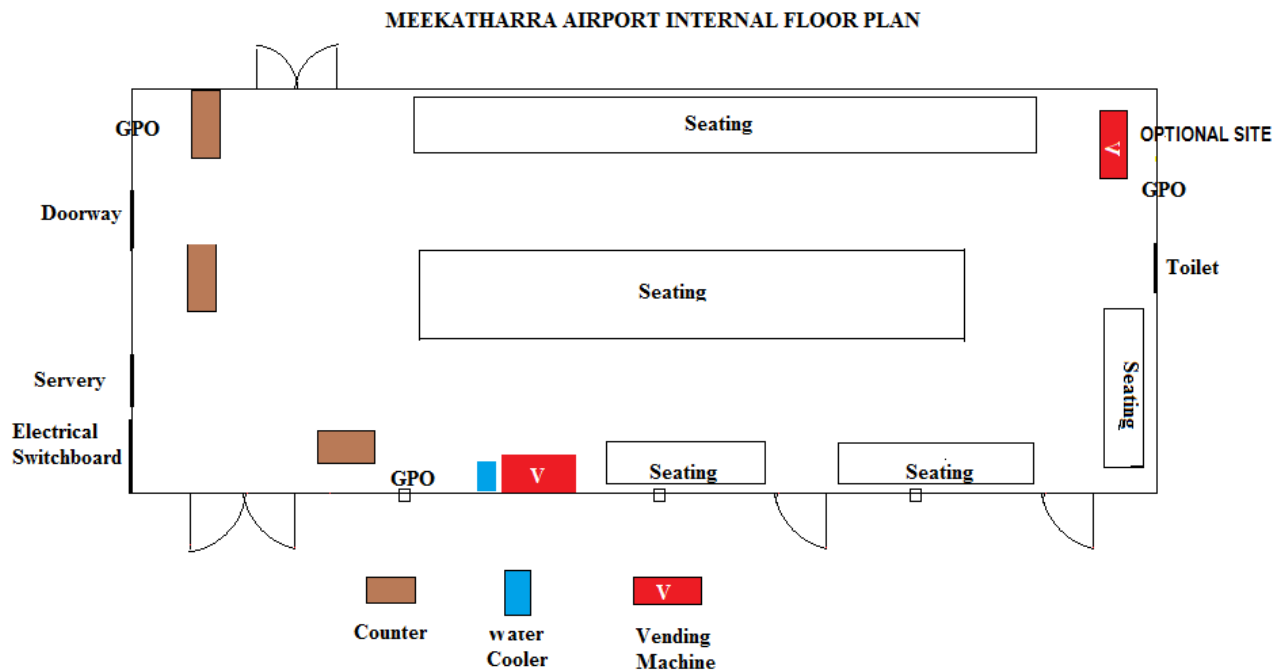 MEEKATHARRA AIRPORT INTERNAL FLOOR PLAN
GPO
Seating
V
OPTIONAL SITE
GPO
Doorway
Toilet
Seating
Servery
Seating
Electrical
Switchboard
GPO
V
Seating
Seating
V
Counter
Water
Cooler
Vending
Machine